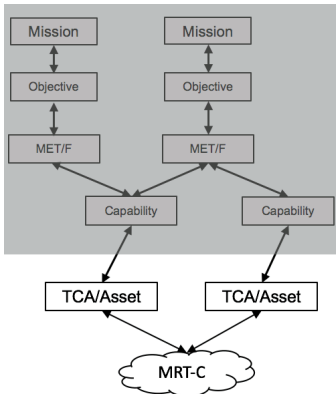 Mission Mission
Objective Objective
MET/F MET/F
Capability Capability
TCA/Asset TCA/Asset
MRT-C